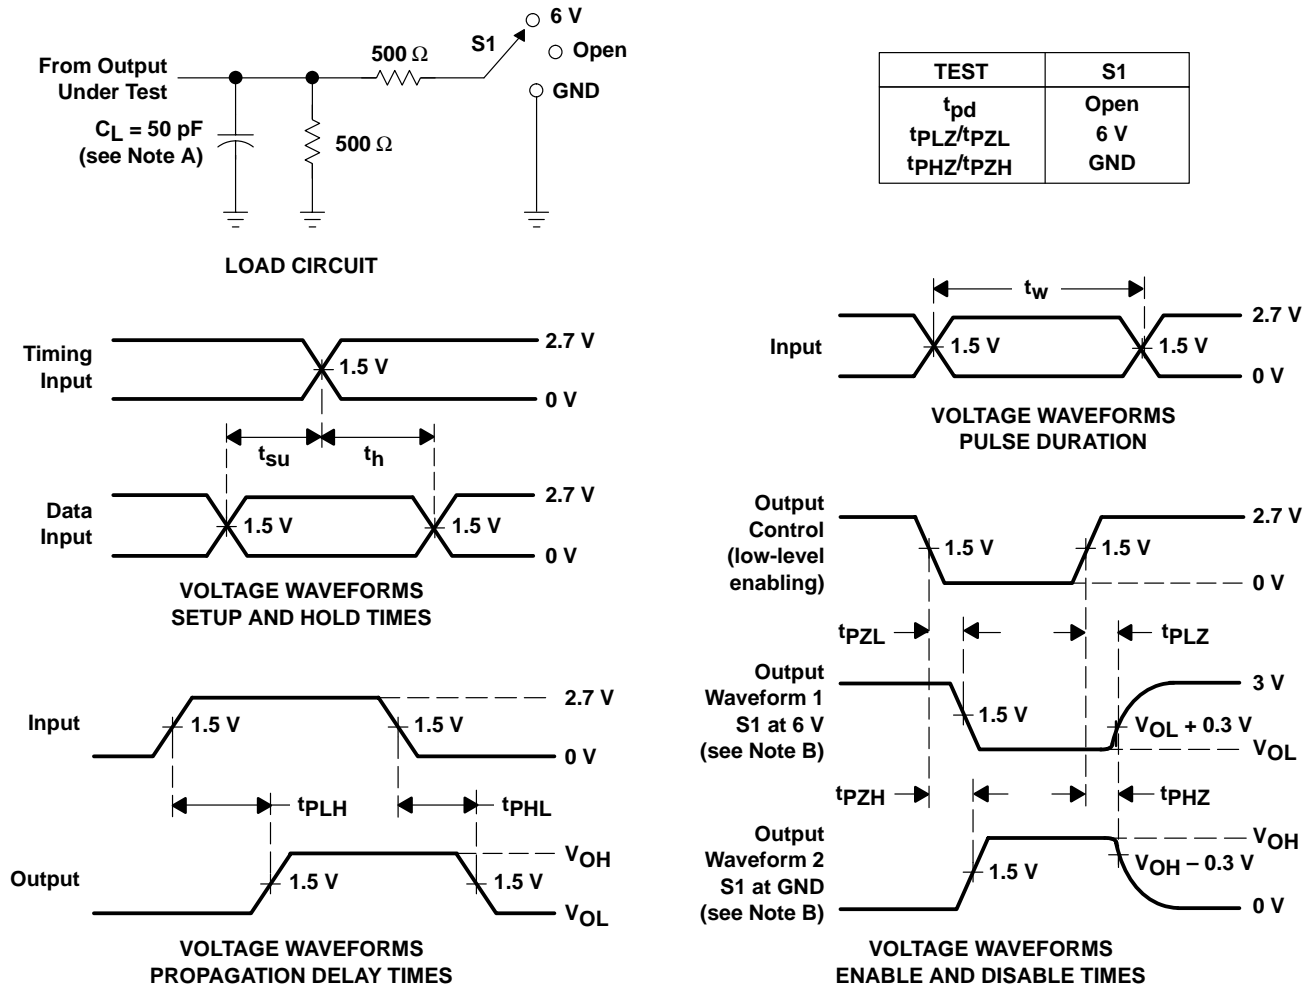 6 V
S1
Open
500 Ω
From Output
Under Test
GND
CL = 50 pF
(see Note A)
500 Ω
LOAD CIRCUIT
TEST S1
tpd Open
tPLZ/tPZL 6 V
tPHZ/tPZH GND
Timing
Input
2.7 V
1.5 V
0 V
tsu
th
Data
Input
2.7 V
1.5 V
1.5 V
0 V
VOLTAGE WAVEFORMS
SETUP AND HOLD TIMES
tw
Input
2.7 V
1.5 V
1.5 V
0 V
VOLTAGE WAVEFORMS
PULSE DURATION
Input
2.7 V
1.5 V
1.5 V
0 V
tPLH
tPHL
Output
VOH
1.5 V
1.5 V
VOL
VOLTAGE WAVEFORMS
PROPAGATION DELAY TIMES
Output
Control
(low-level
enabling)
2.7 V
1.5 V
1.5 V
0 V
tPZL
tPLZ
Output
Waveform 1
S1 at 6 V
(see Note B)
3 V
1.5 V
VOL + 0.3 V
VOL
tPZH
tPHZ
Output
Waveform 2
S1 at GND
(see Note B)
VOH
1.5 V
VOH – 0.3 V
0 V
VOLTAGE WAVEFORMS
ENABLE AND DISABLE TIMES